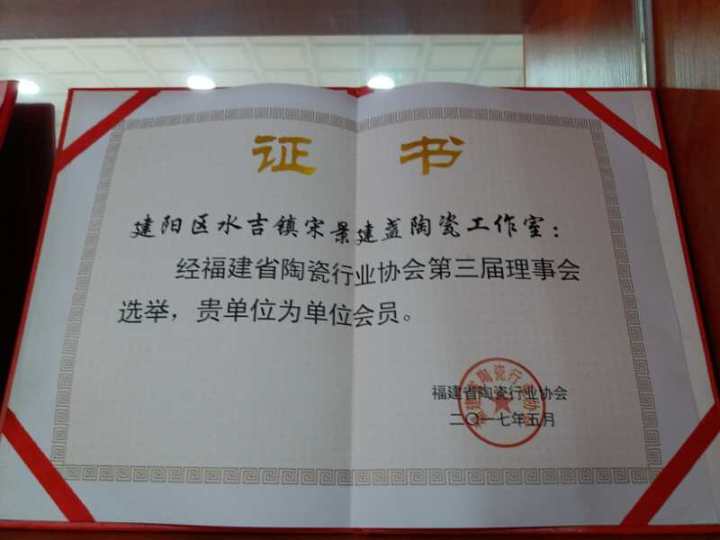 证书
建阳区水吉镇宋景建盏陶瓷工作室：
经福建省陶瓷行业协会第三届理事会
选举，贵单位为单位会员。
福建省陶瓷行业协会
二〇一七年五月